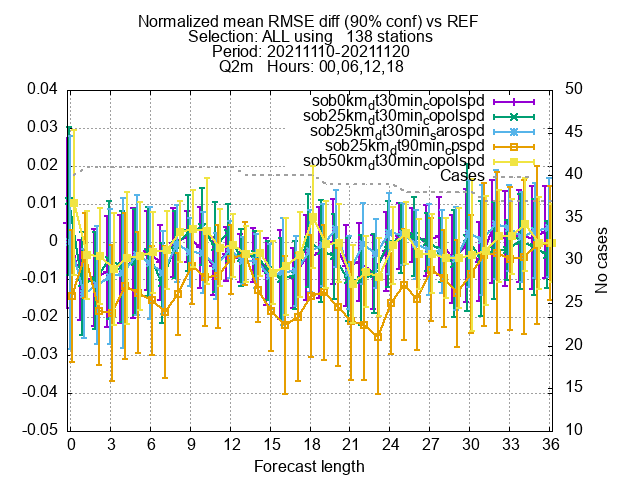 Normalized mean RMSE diff (90% conf) vs REF
Selection: ALL using 138 stations
Period: 20211110-20211120
Q2m Hours: 00,06,12,18
0.04
0.03
0.02
0.01
0
-0.01
-0.02
-0.03
-0.04
-0.05
50
45
40
35
30
25
20
15
10
No cases
sob0km_dt30min_copolspd
sob25km_dt30min_copolspd
sob25km_dt30min_sarospd
sob25km_dt90min_cpspd
sob50km_dt30min_copolspd
Cases
0 3 6 9 12 15 18 21 24 27 30 33 36
Forecast length